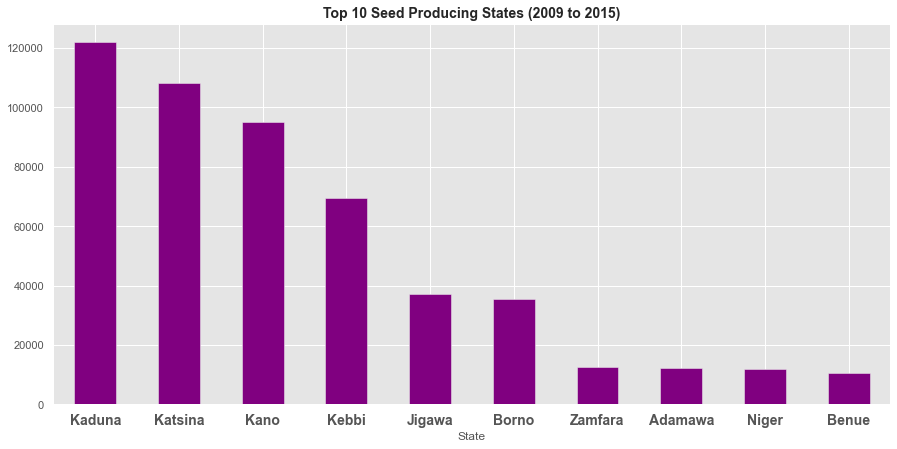 Top 10 Seed Producing States (2009 to 2015)
120000
100000
80000
60000
40000
20000
0
Kaduna Katsina Kano Kebbi Jigawa Borno Zamfara Adamawa Niger Benue
State